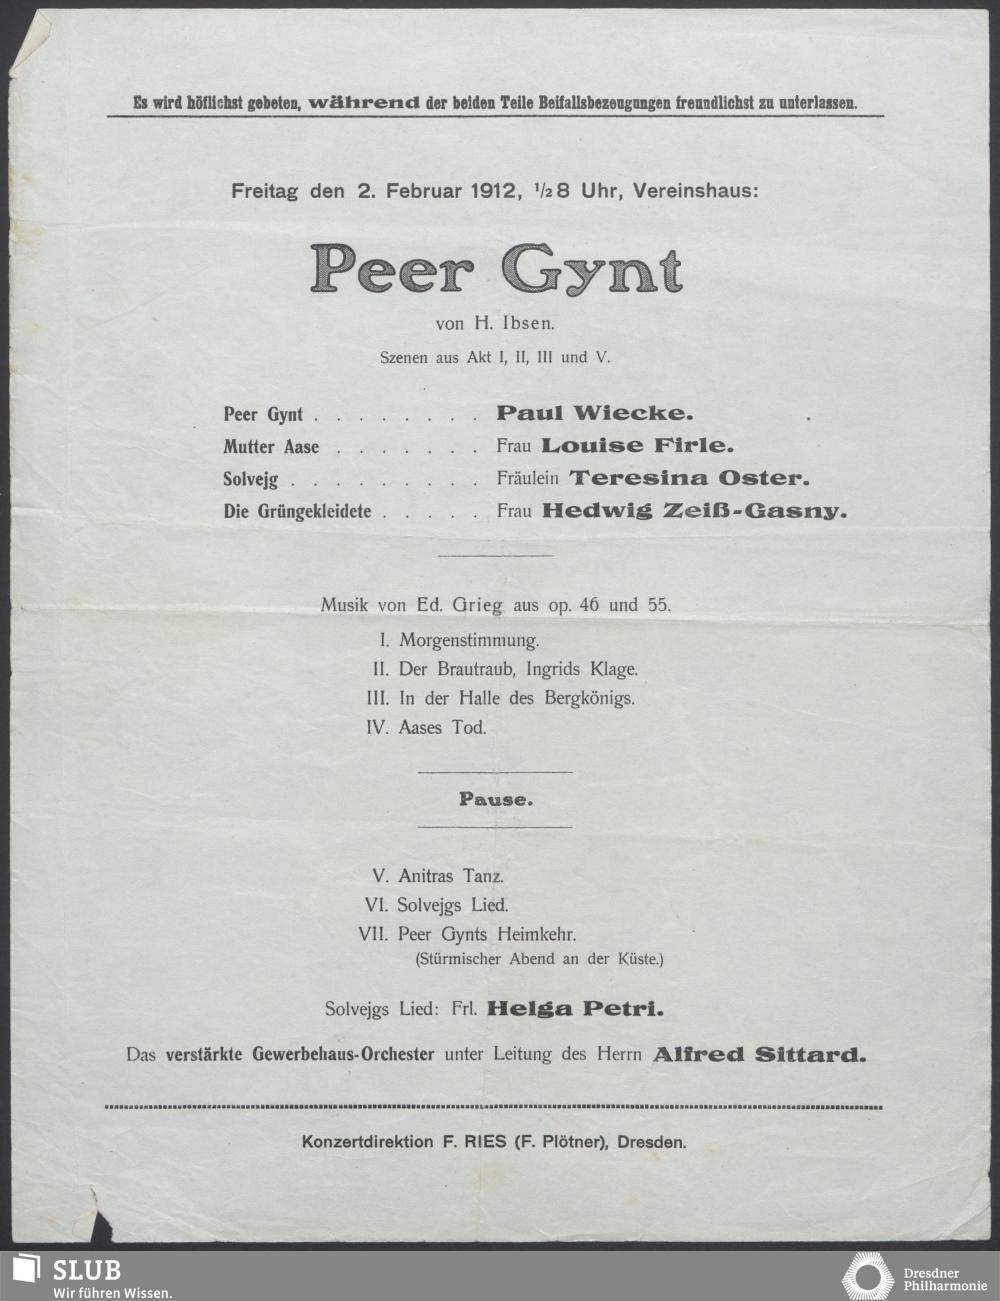 Es wird höflichst gebeten, während der beiden Teile Beifallsbezeugungen freundlichst zu unterlassen.
Freitag den 2. Februar 1912, 1/2 8 Uhr, Vereinshaus:
Peer Gynt
von H. Ibsen.
Szenen aus Akt I, II, III und V.
Peer Gynt . . . . . . . . Paul Wiecke.
Mutter Aase . . . . . . . Frau Louise Firle.
Solvejg . . . . . . . . . Fräulein Teresina Oster.
Die Grüngekleidete . . . . . Frau Hedwig Zeiß-Gasny.
Musik von Ed. Grieg aus op. 46 und 55.
I. Morgenstimmung.
II. Der Brautraub, Ingrids Klage.
III. In der Halle des Bergkönigs.
IV. Aases Tod.
Pause.
V. Anitras Tanz.
VI. Solvejgs Lied.
VII. Peer Gynts Heimkehr.
(Stürmischer Abend an der Küste.)
Solvejgs Lied: Frl. Helga Petri.
Das verstärkte Gewerbehaus-Orchester unter Leitung des Herrn Alfred Sittard.
Konzertdirektion F. RIES (F. Plötner), Dresden.
SLUB
Wir führen Wissen.
Dresdner
Philharmonie